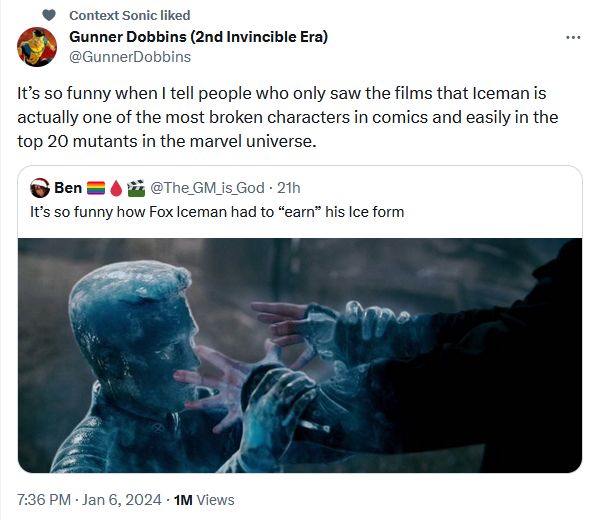 Context Sonic liked
Gunner Dobbins (2nd Invincible Era)
@GunnerDobbins
It’s so funny when I tell people who only saw the films that Iceman is
actually one of the most broken characters in comics and easily in the
top 20 mutants in the marvel universe.
Ben 🏳️‍🌈🩸🎬 @The_GM_is_God · 21h
It’s so funny how Fox Iceman had to “earn” his Ice form
7:36 PM · Jan 6, 2024 · 1M Views